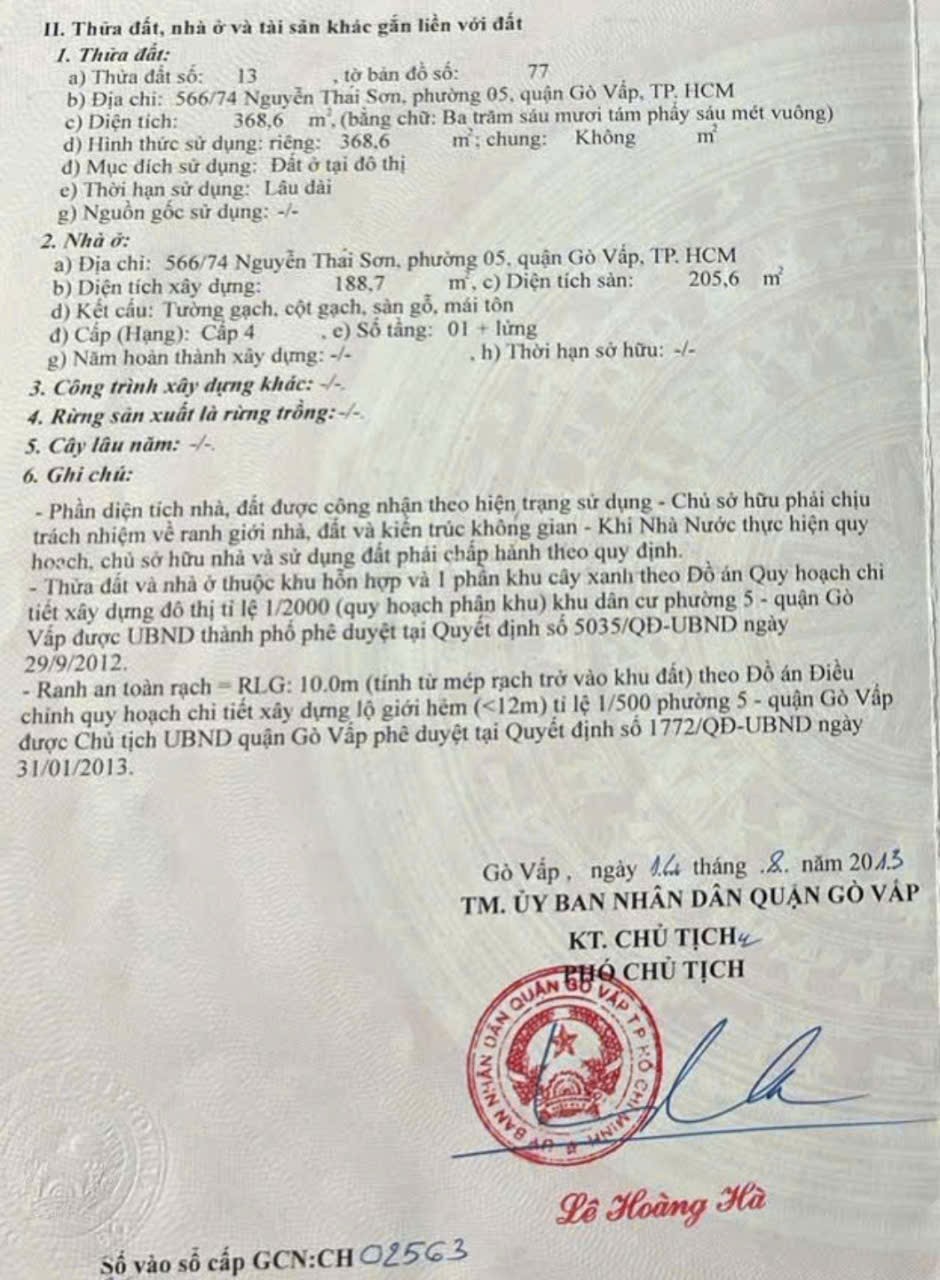 II. Thửa đất, nhà ở và tài sản khác gắn liền với đất
1. Thửa đất:
a) Thửa đất số: 13 , tờ bản đồ số: 77
b) Địa chỉ: 566/74 Nguyễn Thái Sơn, phường 05, quận Gò Vấp, TP. HCM
c) Diện tích: 368,6 m², (bằng chữ: Ba trăm sáu mươi tám phẩy sáu mét vuông)
d) Hình thức sử dụng: riêng: 368,6 m²; chung: Không m²
đ) Mục đích sử dụng: Đất ở tại đô thị
e) Thời hạn sử dụng: Lâu dài
g) Nguồn gốc sử dụng: -/-
2. Nhà ở:
a) Địa chỉ: 566/74 Nguyễn Thái Sơn, phường 05, quận Gò Vấp, TP. HCM
b) Diện tích xây dựng: 188,7 m², c) Diện tích sàn: 205,6 m²
d) Kết cấu: Tường gạch, cột gạch, sàn gỗ, mái tôn
đ) Cấp (Hạng): Cấp 4 , e) Số tầng: 01 + lửng
g) Năm hoàn thành xây dựng: -/- , h) Thời hạn sở hữu: -/-
3. Công trình xây dựng khác: -/-.
4. Rừng sản xuất là rừng trồng:-/-.
5. Cây lâu năm: -/-.
6. Ghi chú:
- Phần diện tích nhà, đất được công nhận theo hiện trạng sử dụng - Chủ sở hữu phải chịu
trách nhiệm về ranh giới nhà, đất và kiến trúc không gian - Khi Nhà Nước thực hiện quy
hoạch, chủ sở hữu nhà và sử dụng đất phải chấp hành theo quy định.
- Thửa đất và nhà ở thuộc khu hỗn hợp và 1 phần khu cây xanh theo Đồ án Quy hoạch chi
tiết xây dựng đô thị tỉ lệ 1/2000 (quy hoạch phân khu) khu dân cư phường 5 - quận Gò
Vấp được UBND thành phố phê duyệt tại Quyết định số 5035/QĐ-UBND ngày
29/9/2012.
- Ranh an toàn rạch = RLG: 10.0m (tính từ mép rạch trở vào khu đất) theo Đồ án Điều
chỉnh quy hoạch chi tiết xây dựng lộ giới hẻm (<12m) tỉ lệ 1/500 phường 5 - quận Gò Vấp
được Chủ tịch UBND quận Gò Vấp phê duyệt tại Quyết định số 1772/QĐ-UBND ngày
31/01/2013.
Gò Vấp , ngày 14 tháng .8. năm 2013
TM. ỦY BAN NHÂN DÂN QUẬN GÒ VẤP
KT. CHỦ TỊCH
PHÓ CHỦ TỊCH
ỦY BAN NHÂN DÂN QUẬN GÒ VẤP T.P HỒ CHÍ MINH
Lê Hoàng Hà
Số vào sổ cấp GCN:CH 02563